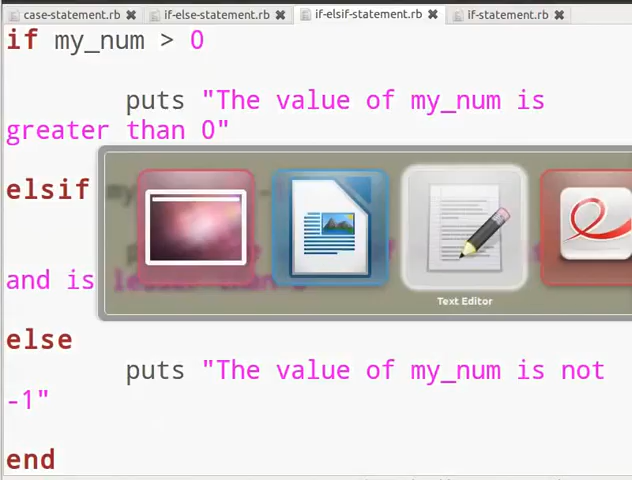 case-statement.rb if-else-statement.rb if-elsif-statement.rb if-statement.rb
if my_num > 0
puts "The value of my_num is
greater than 0"
elsif
Text Editor
and is
else
puts "The value of my_num is not
-1"
end